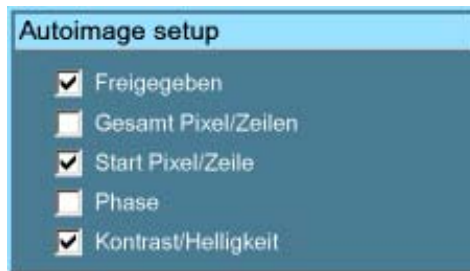 Autoimage setup
Freigegeben
Gesamt Pixel/Zeilen
Start Pixel/Zeile
Phase
Kontrast/Helligkeit